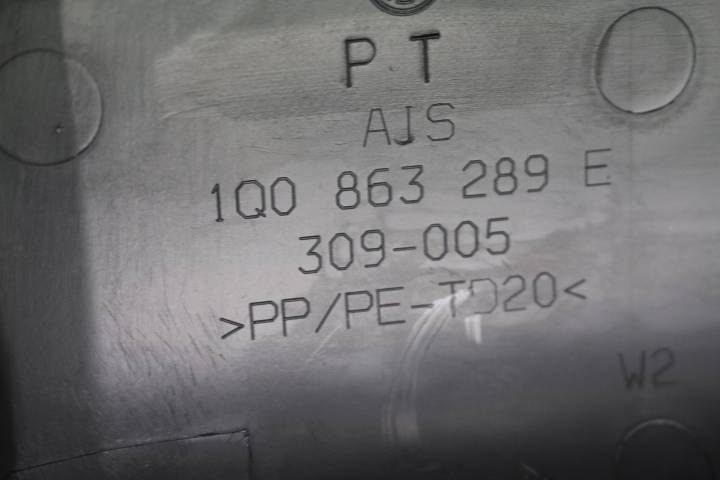 P T
AJS
1Q0 863 289 E
309-005
>PP/PE-TD20<
W2